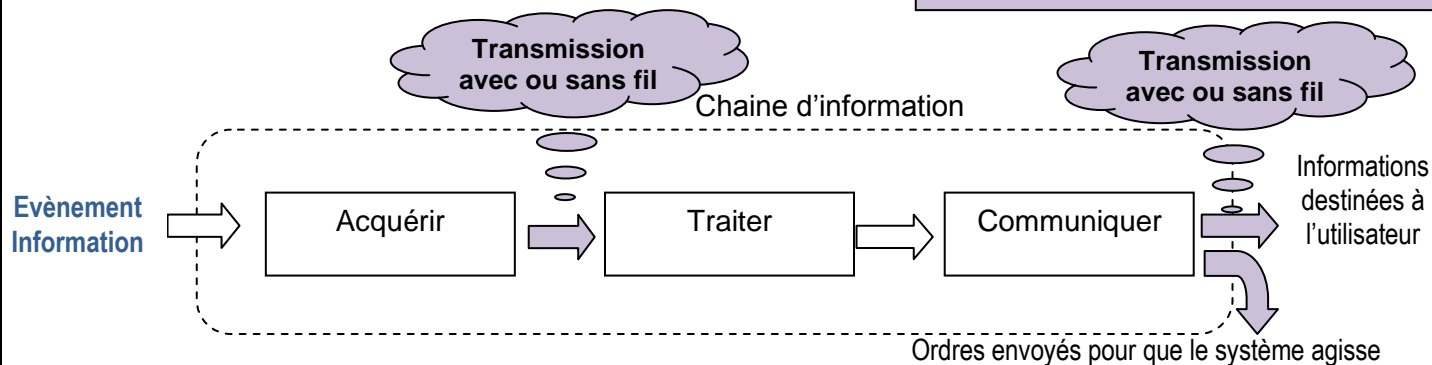 Transmission
avec ou sans fil
Transmission
avec ou sans fil
Chaine d'information
Evènement
Information
Acquérir
Traiter
Communiquer
Informations
destinées à
l'utilisateur
Ordres envoyés pour que le système agisse